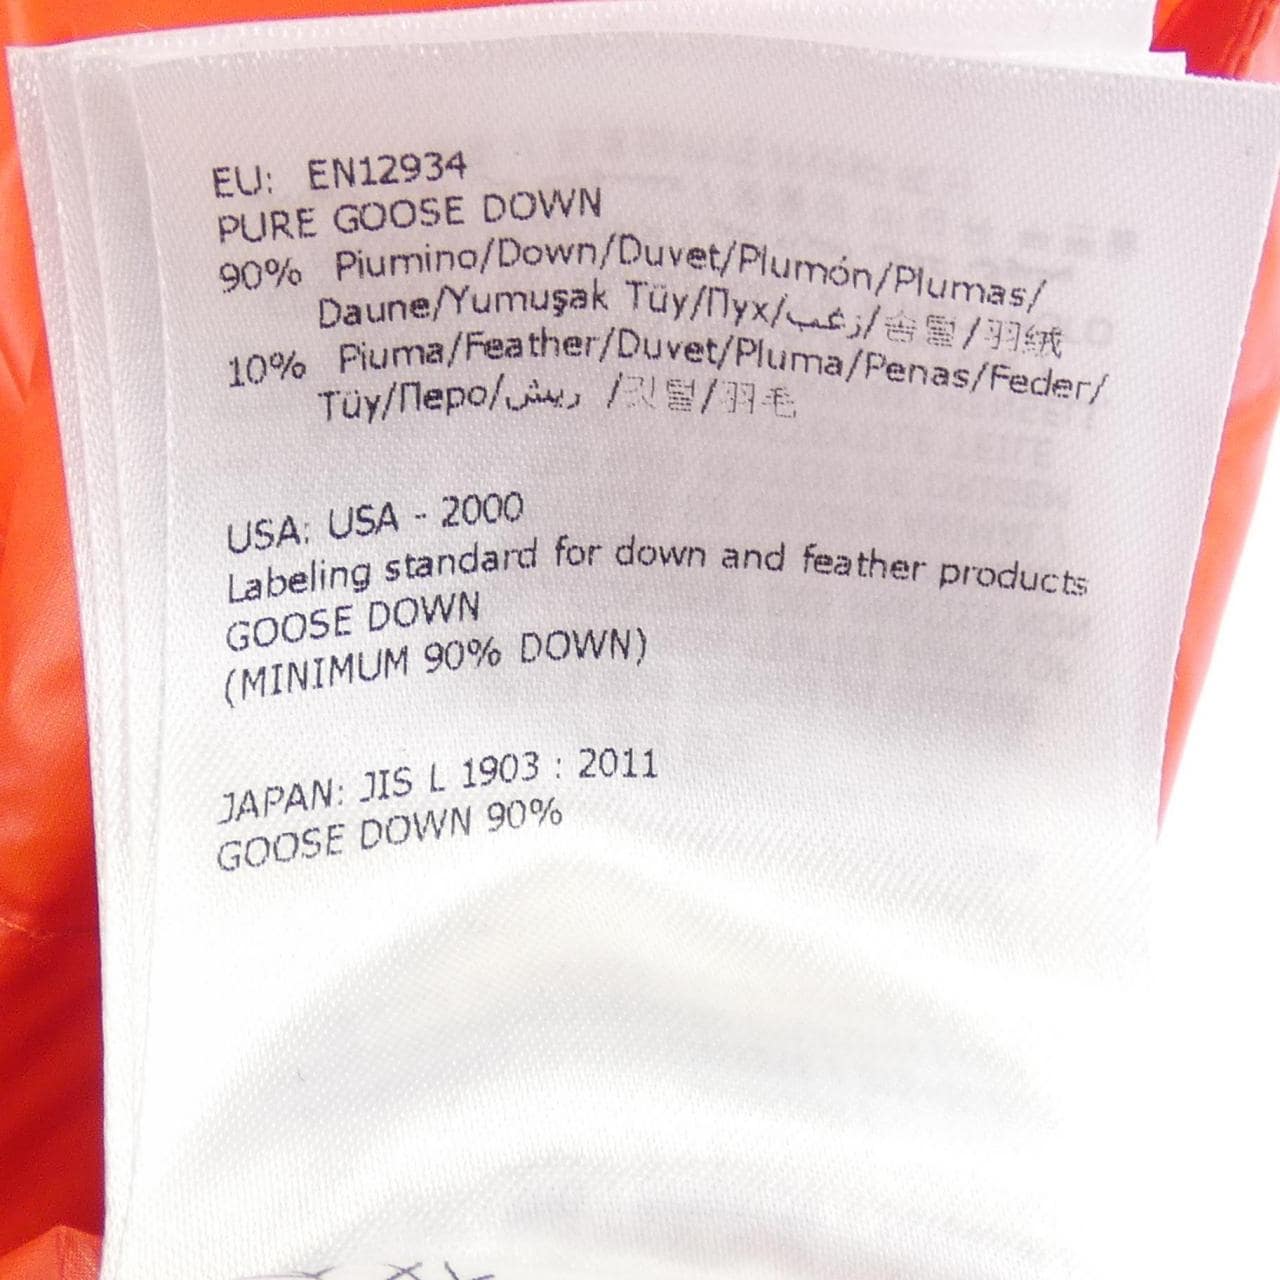 EU: EN12934
PURE GOOSE DOWN
90% Piumino/Down/Duvet/Plumón/Plumas/
Daune/Yumuşak Tüy/Пух/زغب/솜털/羽绒
10% Piuma/Feather/Duvet/Pluma/Penas/Feder/
Tüy/Перо/ريش /깃털/羽毛
USA: USA - 2000
Labeling standard for down and feather products
GOOSE DOWN
(MINIMUM 90% DOWN)
JAPAN: JIS L 1903 : 2011
GOOSE DOWN 90%